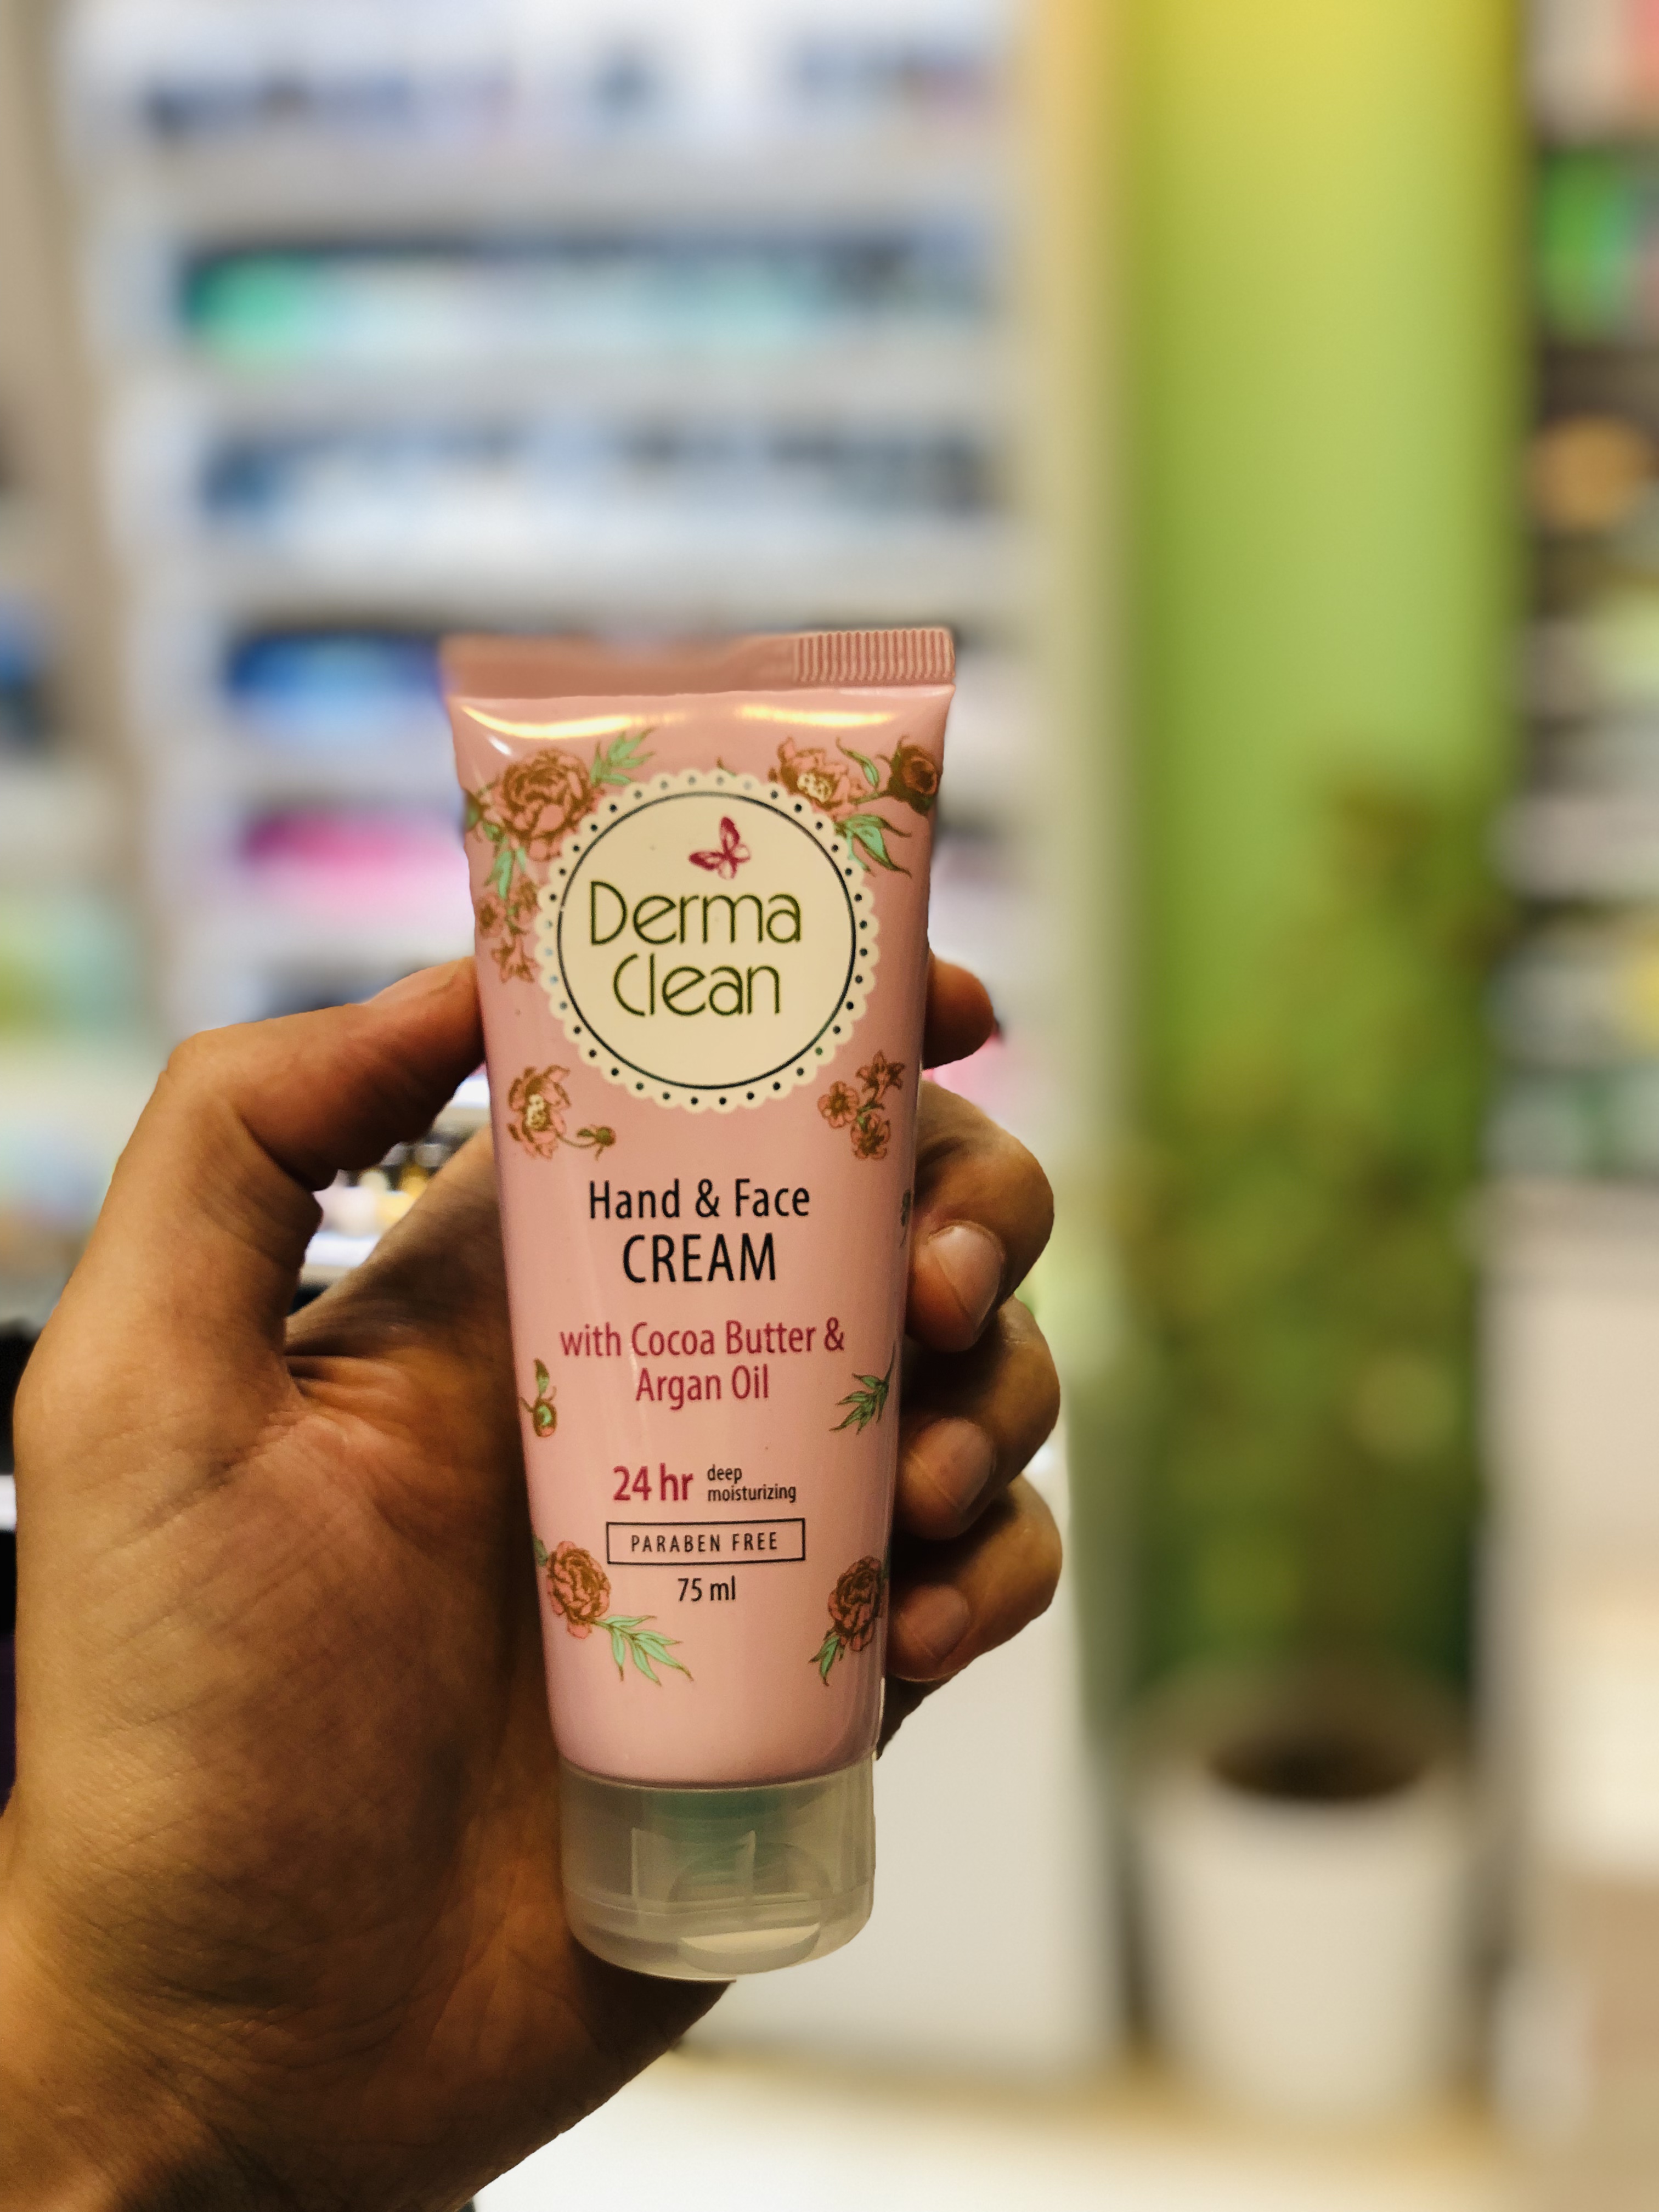 Derma
Clean
Hand & Face
CREAM
with Cocoa Butter &
Argan Oil
24 hr deep
moisturizing
PARABEN FREE
75 ml